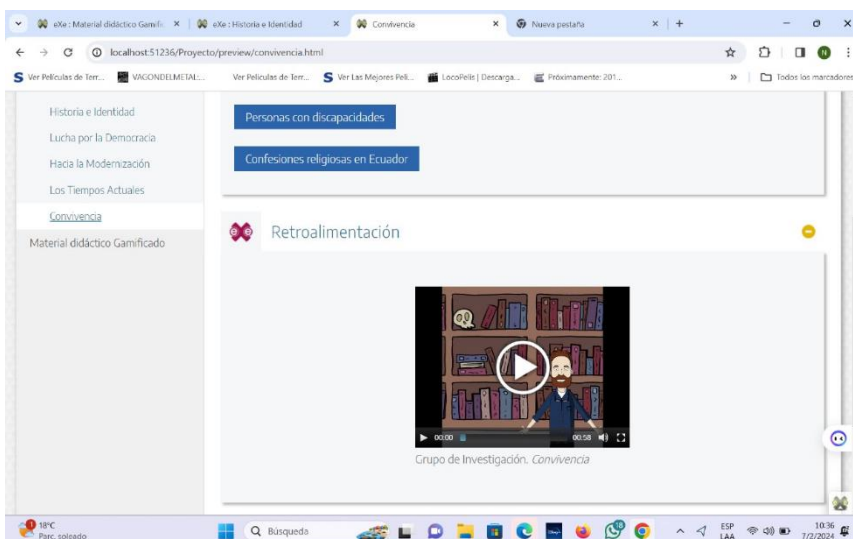 eXe : Material didáctico Gamific
eXe : Historia e Identidad
Convivencia
Nueva pestaña
localhost:51236/Proyecto/preview/convivencia.html
Ver Películas de Terr...
VAGONDELMETAL:...
Ver Peliculas de Terr...
Ver Las Mejores Peli...
LocoPelis | Descarga...
Próximamente: 201...
»
Todos los marcadores
Historia e Identidad
Lucha por la Democracia
Hacia la Modernización
Los Tiempos Actuales
Convivencia
Material didáctico Gamificado
Personas con discapacidades
Confesiones religiosas en Ecuador
Retroalimentación
00:00
00:58
Grupo de Investigación. Convivencia
18°C
Parc. soleado
Búsqueda
18
ESP
LAA
10:36
7/2/2024